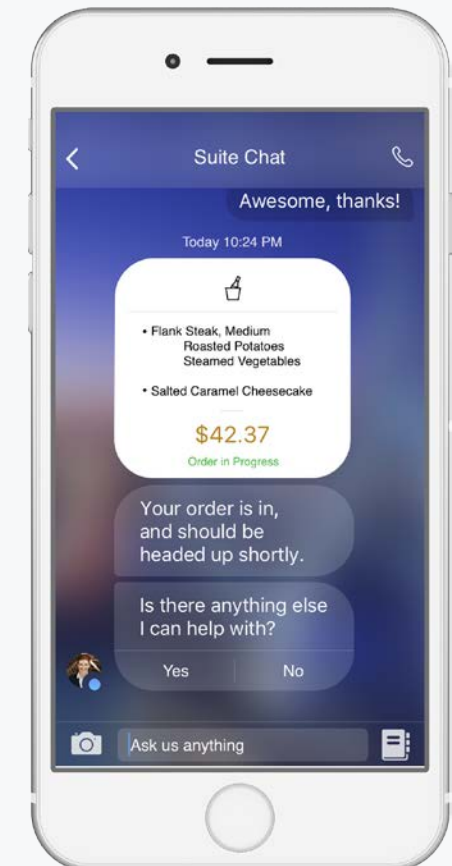 Suite Chat
Awesome, thanks!
Today 10:24 PM
• Flank Steak, Medium
Roasted Potatoes
Steamed Vegetables
• Salted Caramel Cheesecake
$42.37
Order in Progress
Your order is in,
and should be
headed up shortly.
Is there anything else
I can help with?
Yes No
Ask us anything